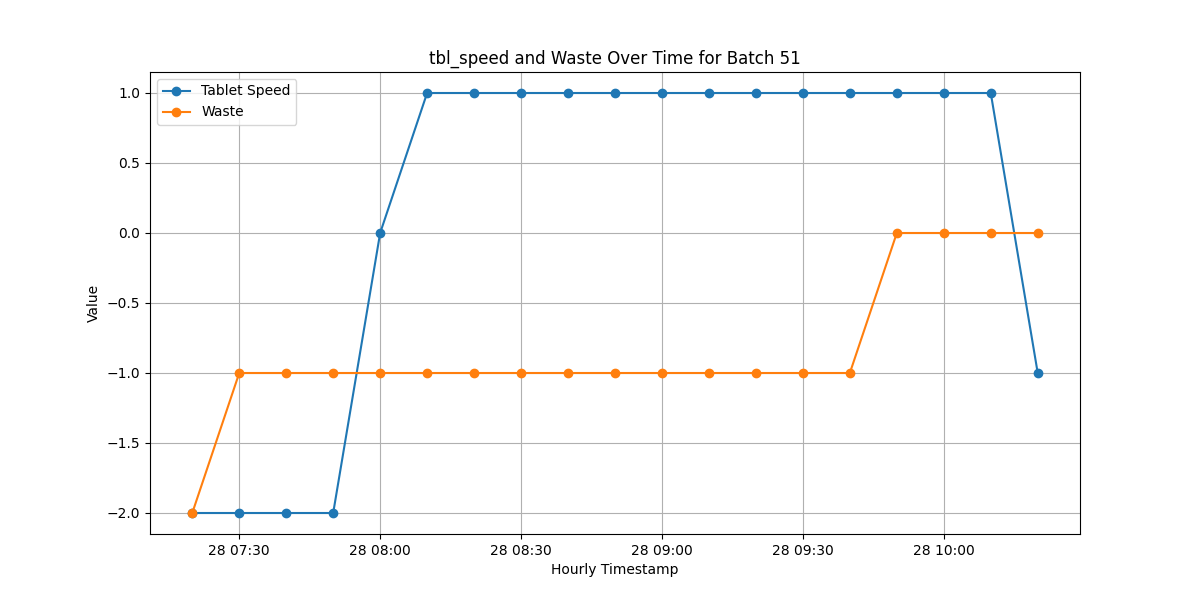 tbl_speed and Waste Over Time for Batch 51
Tablet Speed
Waste
1.0
0.5
0.0
−0.5
−1.0
−1.5
−2.0
Value
28 07:30
28 08:00
28 08:30
28 09:00
28 09:30
28 10:00
Hourly Timestamp